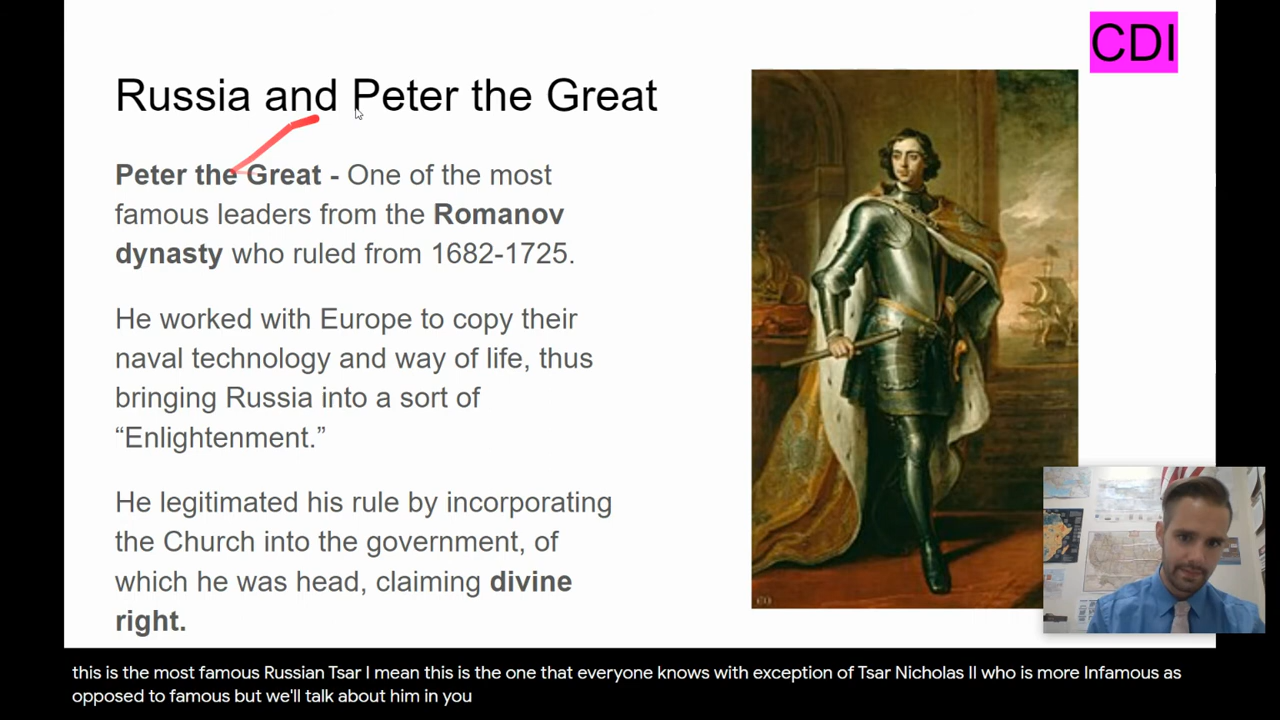 CDI
Russia and Peter the Great
Peter the Great - One of the most
famous leaders from the Romanov
dynasty who ruled from 1682-1725.
He worked with Europe to copy their
naval technology and way of life, thus
bringing Russia into a sort of
“Enlightenment.”
He legitimated his rule by incorporating
the Church into the government, of
which he was head, claiming divine
right.
this is the most famous Russian Tsar I mean this is the one that everyone knows with exception of Tsar Nicholas II who is more Infamous as
opposed to famous but we'll talk about him in you